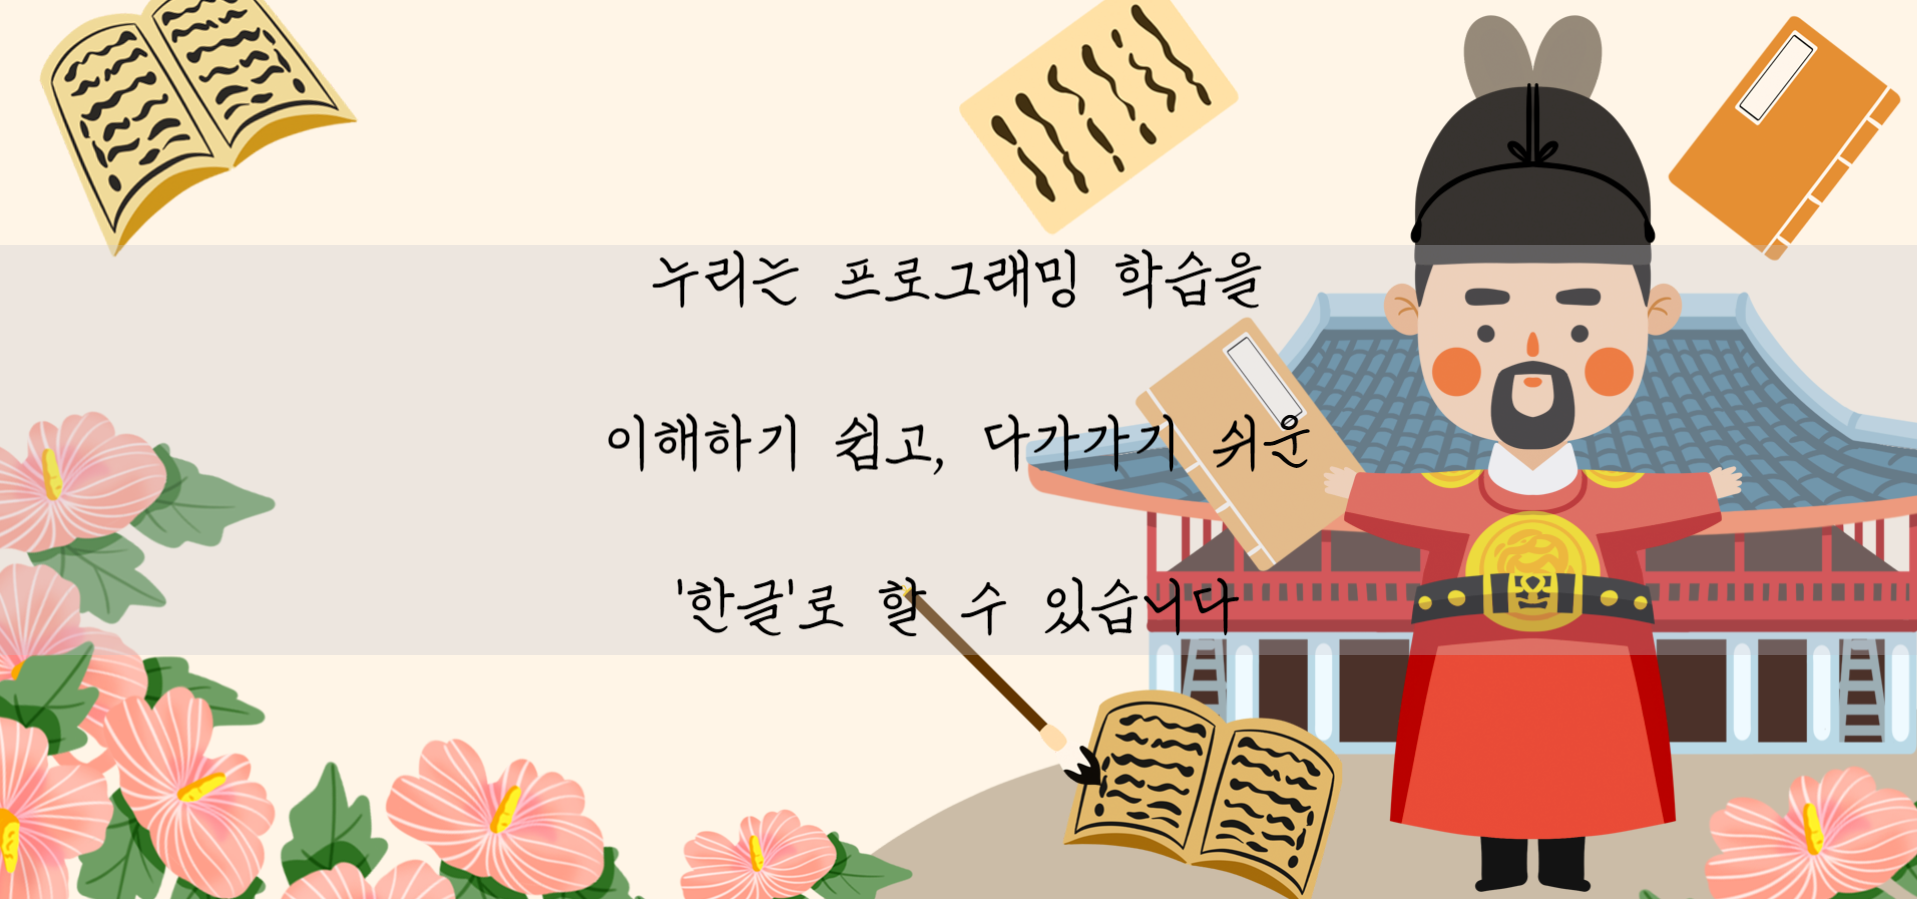 누리는 프로그래밍 학습을
이해하기 쉽고, 다가가기 쉬운
'한글'로 할 수 있습니다